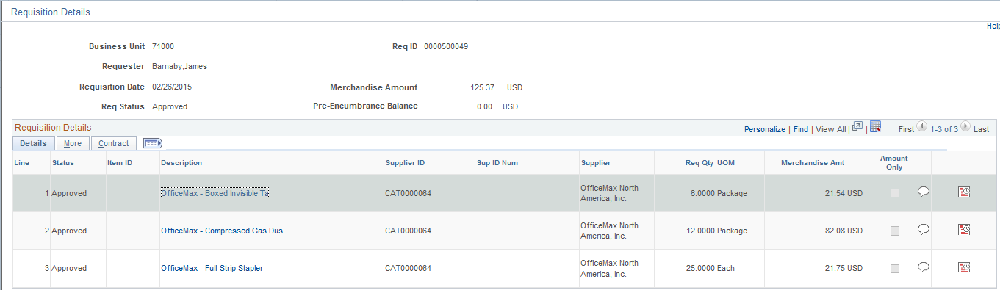 Requisition Details
Help
Business Unit 71000 Req ID 0000500049
Requester Barnaby,James
Requisition Date 02/26/2015 Merchandise Amount 125.37 USD
Req Status Approved Pre-Encumbrance Balance 0.00 USD
Requisition Details Personalize | Find | View All | | First 1-3 of 3 Last
Details More Contract
Line Status Item ID Description Supplier ID Sup ID Num Supplier Req Qty UOM Merchandise Amt Amount Only
1 Approved OfficeMax - Boxed Invisible Ta CAT0000064 OfficeMax North America, Inc. 6.0000 Package 21.54 USD
2 Approved OfficeMax - Compressed Gas Dus CAT0000064 OfficeMax North America, Inc. 12.0000 Package 82.08 USD
3 Approved OfficeMax - Full-Strip Stapler CAT0000064 OfficeMax North America, Inc. 25.0000 Each 21.75 USD